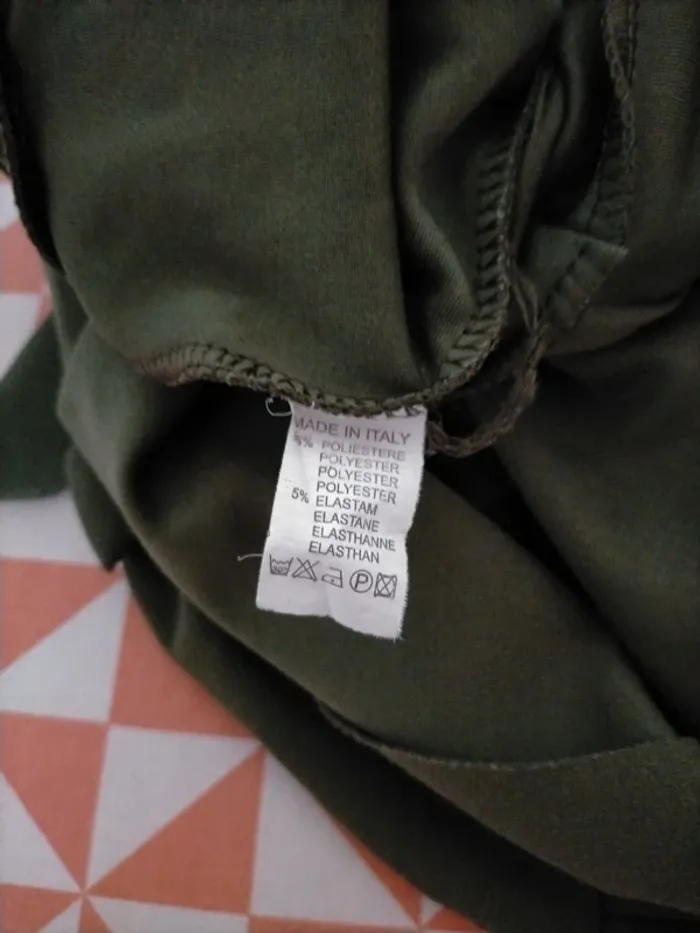 MADE IN ITALY
5% POLIESTERE
POLYESTER
POLYESTER
POLYESTER
5% ELASTAM
ELASTANE
ELASTHANNE
ELASTHAN
P